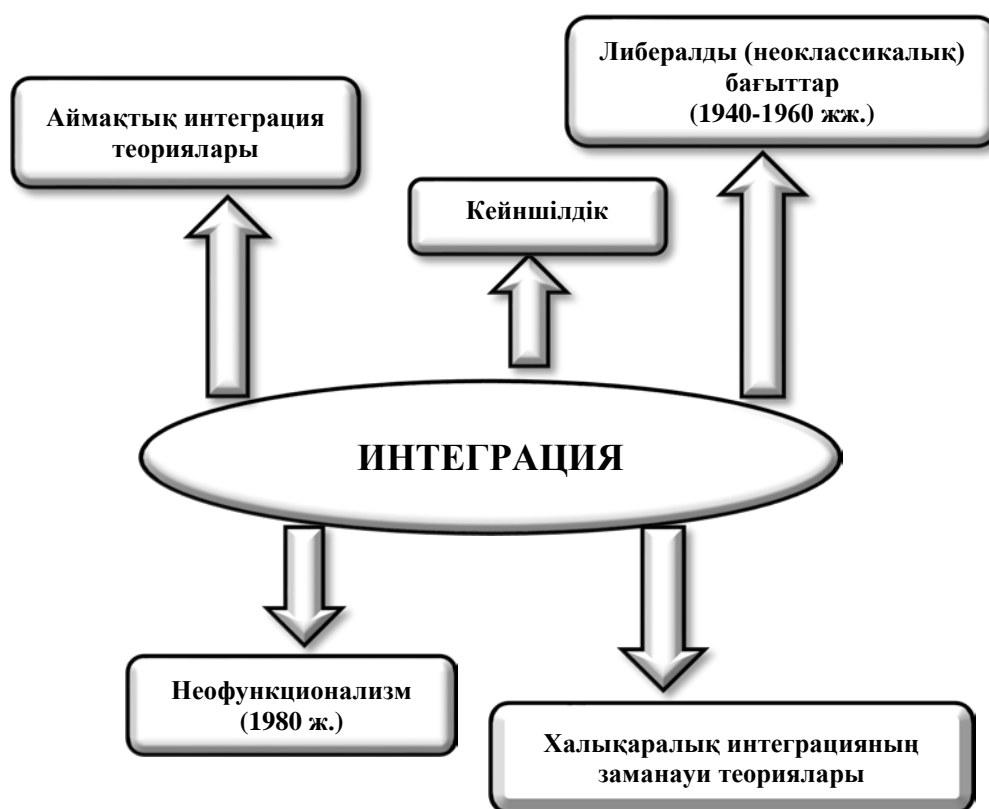 Либералды (неоклассикалық)
бағыттар
(1940-1960 жж.)
Аймақтық интеграция
теориялары
Кейншілдік
ИНТЕГРАЦИЯ
Неофункционализм
(1980 ж.)
Халықаралық интеграцияның
заманауи теориялары